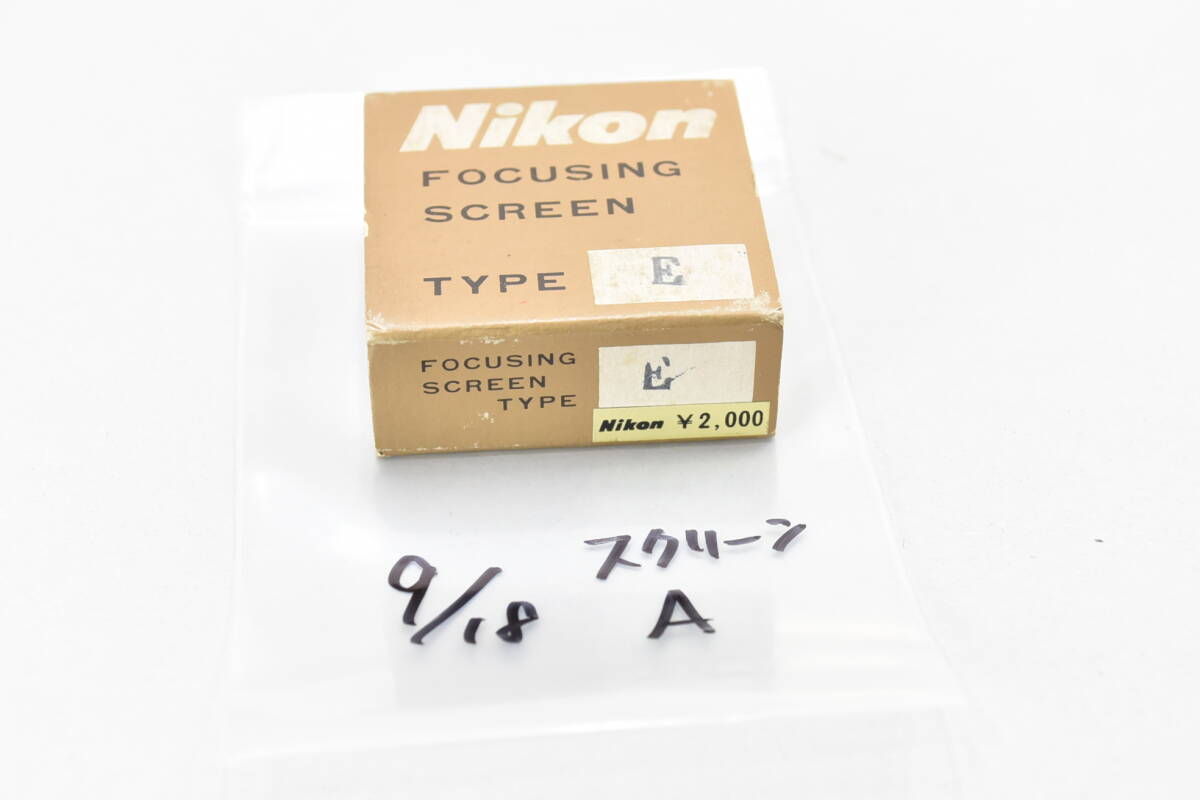 Nikon
FOCUSING
SCREEN
TYPE E
FOCUSING
SCREEN
TYPE
E
Nikon ¥2,000
9/18 スクリーン
A